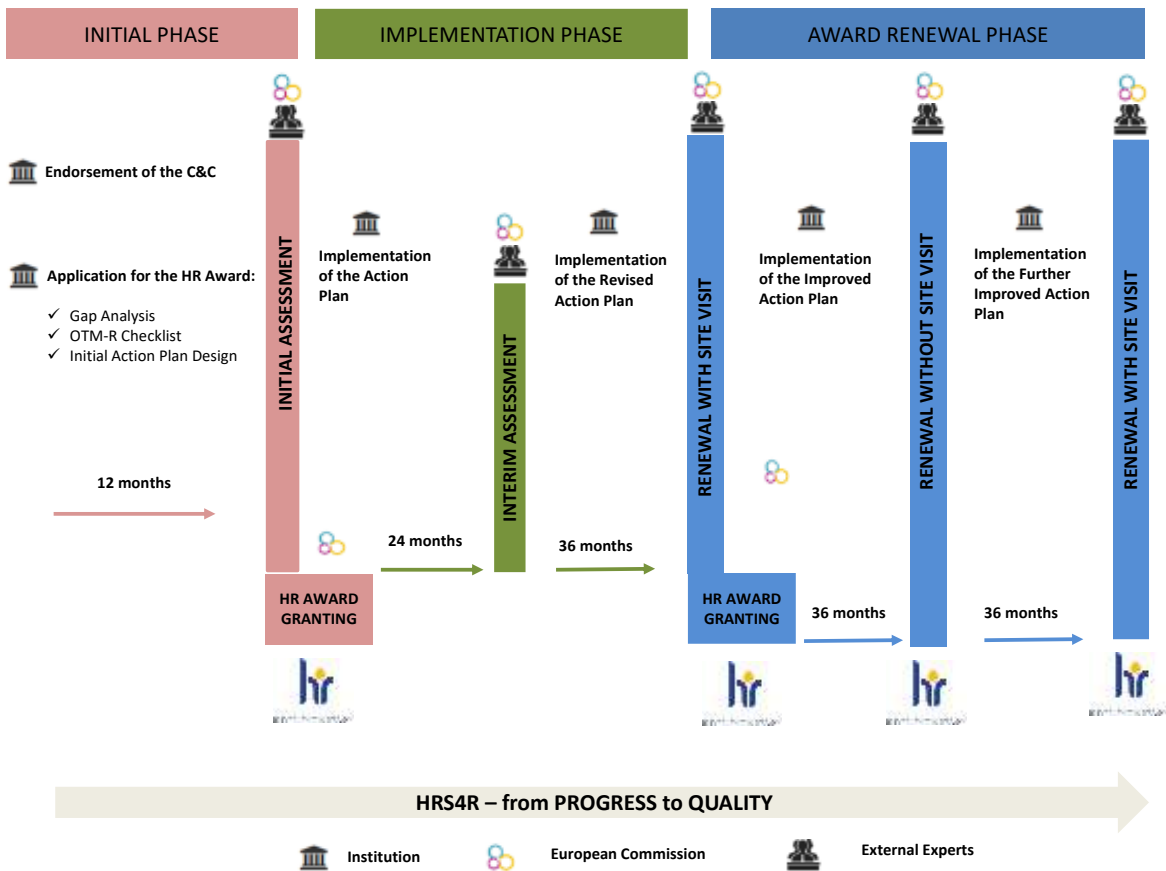 INITIAL PHASE
IMPLEMENTATION PHASE
AWARD RENEWAL PHASE
Endorsement of the C&C
Application for the HR Award:
✓ Gap Analysis
✓ OTM-R Checklist
✓ Initial Action Plan Design
12 months
INITIAL ASSESSMENT
HR AWARD
GRANTING
Implementation
of the Action
Plan
24 months
INTERIM ASSESSMENT
Implementation
of the Revised
Action Plan
36 months
RENEWAL WITH SITE VISIT
HR AWARD
GRANTING
Implementation
of the Improved
Action Plan
36 months
RENEWAL WITHOUT SITE VISIT
Implementation
of the Further
Improved Action
Plan
36 months
RENEWAL WITH SITE VISIT
hr
hr
hr
hr
HRS4R – from PROGRESS to QUALITY
Institution
European Commission
External Experts